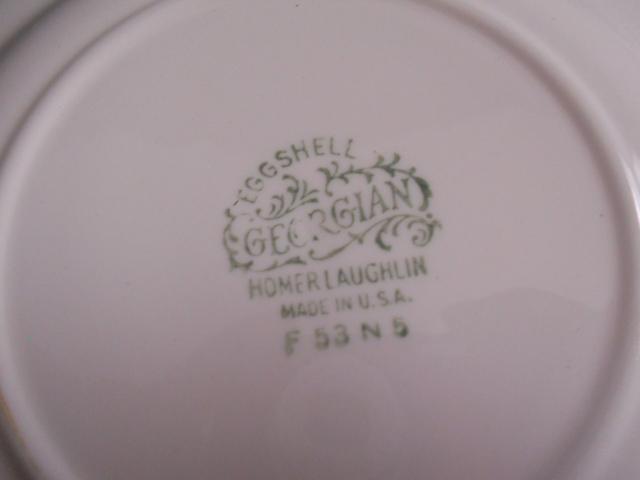 EGGSHELL
GEORGIAN
HOMER LAUGHLIN
MADE IN U.S.A.
F 53 N 5